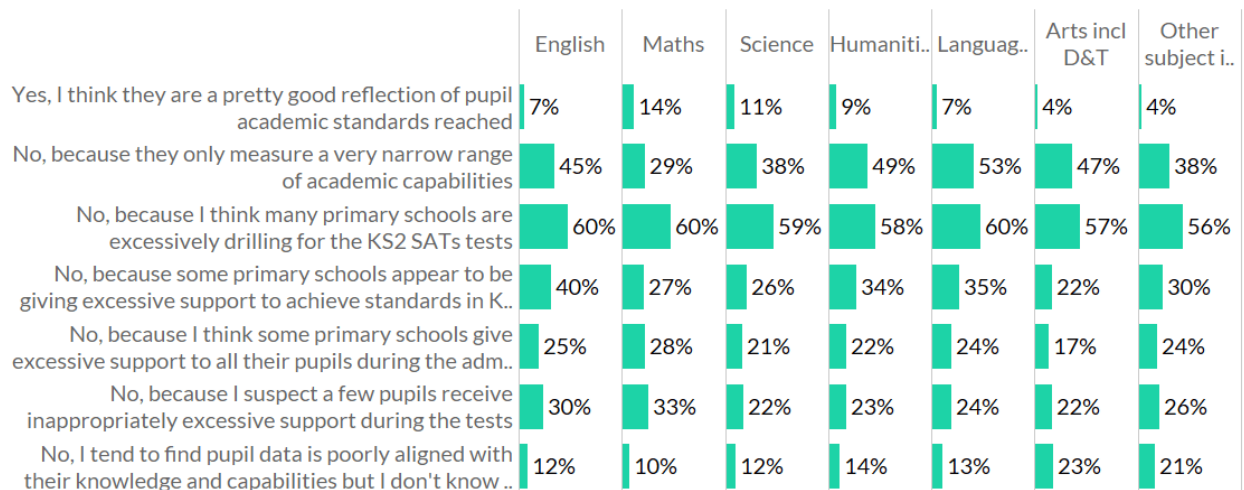 English Maths Science Humaniti.. Languag.. Arts incl D&T Other subject i..
Yes, I think they are a pretty good reflection of pupil
academic standards reached
7% 14% 11% 9% 7% 4% 4%
No, because they only measure a very narrow range
of academic capabilities
45% 29% 38% 49% 53% 47% 38%
No, because I think many primary schools are
excessively drilling for the KS2 SATs tests
60% 60% 59% 58% 60% 57% 56%
No, because some primary schools appear to be
giving excessive support to achieve standards in K..
40% 27% 26% 34% 35% 22% 30%
No, because I think some primary schools give
excessive support to all their pupils during the adm..
25% 28% 21% 22% 24% 17% 24%
No, because I suspect a few pupils receive
inappropriately excessive support during the tests
30% 33% 22% 23% 24% 22% 26%
No, I tend to find pupil data is poorly aligned with
their knowledge and capabilities but I don't know ..
12% 10% 12% 14% 13% 23% 21%